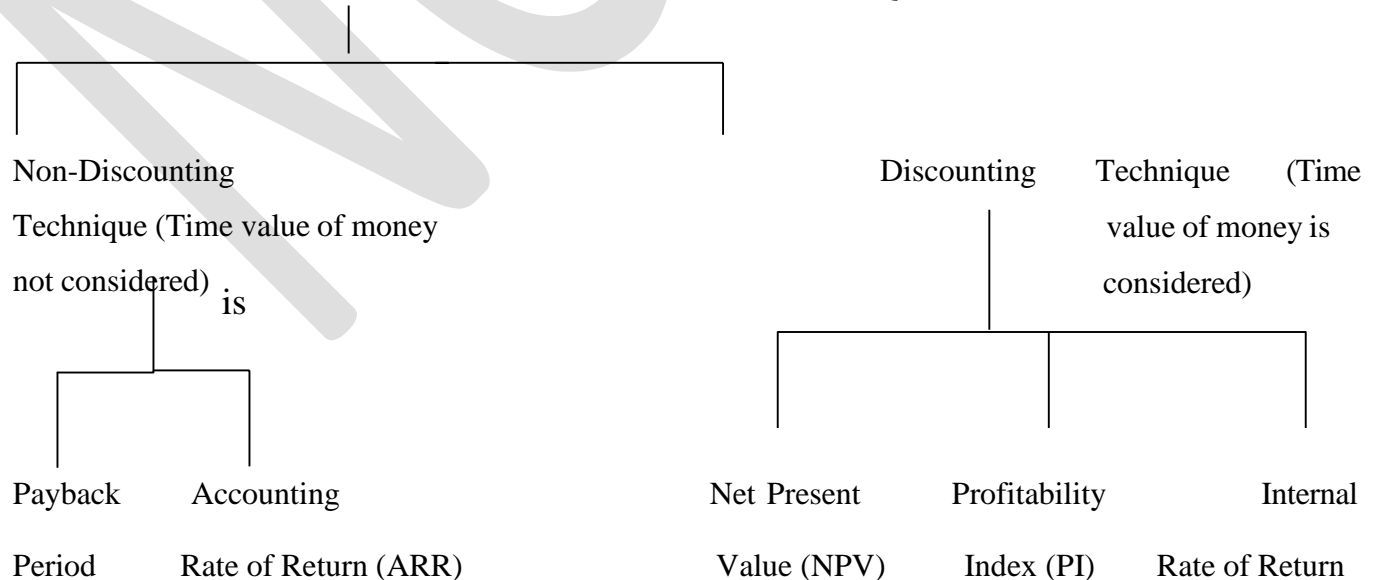 Non-Discounting
Technique (Time value of money
not considered) is
Discounting Technique (Time
value of money is
considered)
Payback Accounting Net Present Profitability Internal
Period Rate of Return (ARR) Value (NPV) Index (PI) Rate of Return